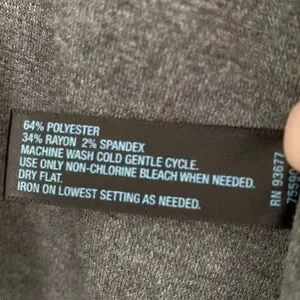 64% POLYESTER
34% RAYON 2% SPANDEX
MACHINE WASH COLD GENTLE CYCLE.
USE ONLY NON-CHLORINE BLEACH WHEN NEEDED.
DRY FLAT.
IRON ON LOWEST SETTING AS NEEDED.
RN 93677